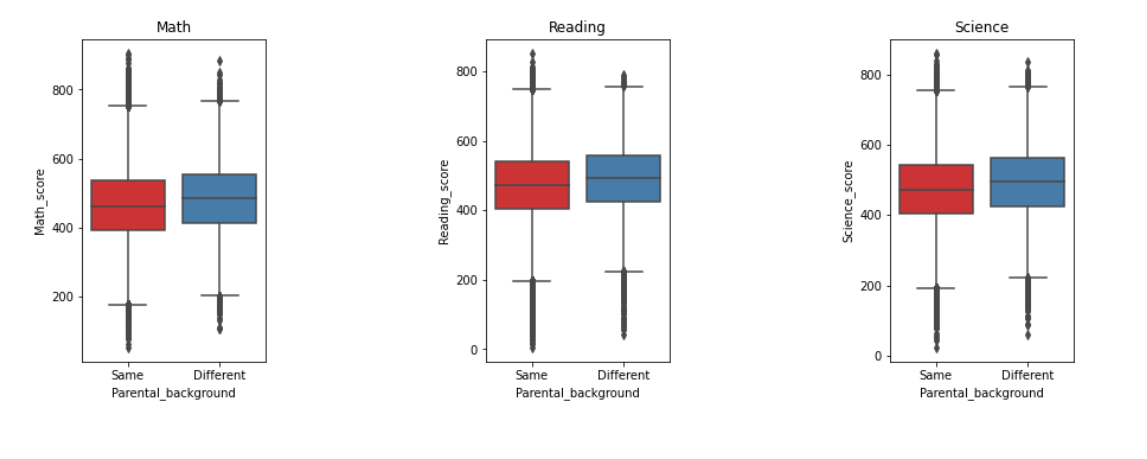 Math
Math_score
800
600
400
200
Same Different
Parental_background
Reading
Reading_score
800
600
400
200
0
Same Different
Parental_background
Science
Science_score
800
600
400
200
0
Same Different
Parental_background